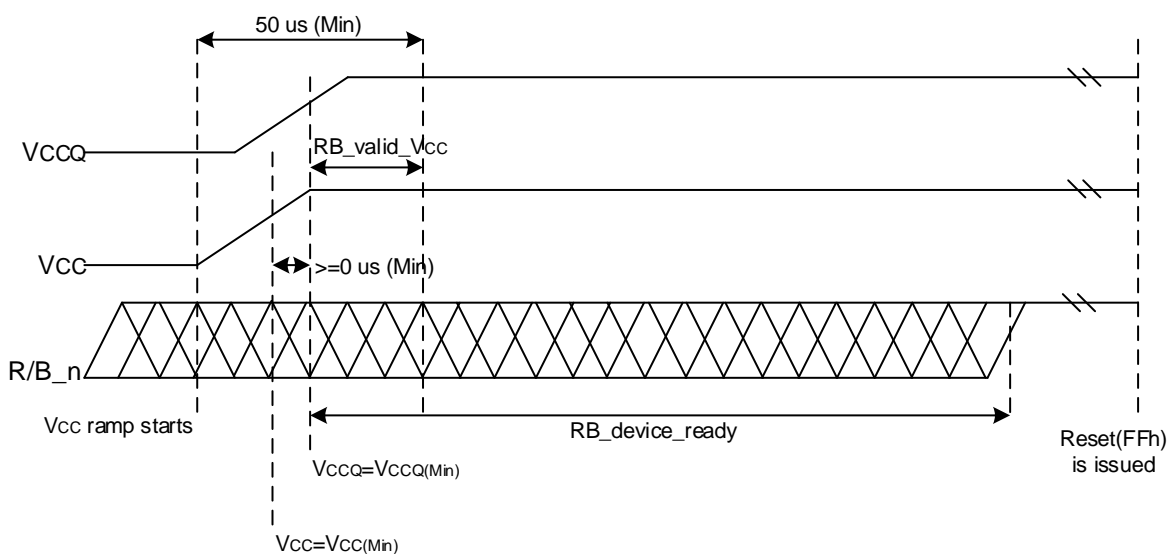 50 us (Min)
VCCQ
RB_valid_VCC
VCC
>=0 us (Min)
R/B_n
VCC ramp starts
RB_device_ready
Reset(FFh)
is issued
VCCQ=VCCQ(Min)
VCC=VCC(Min)